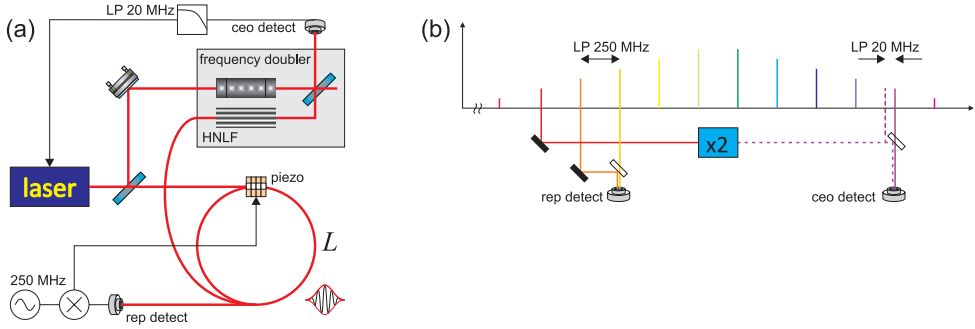 (a)
LP 20 MHz
ceo detect
frequency doubler
HNLF
laser
piezo
L
250 MHz
rep detect
(b)
LP 250 MHz
LP 20 MHz
x2
rep detect
ceo detect